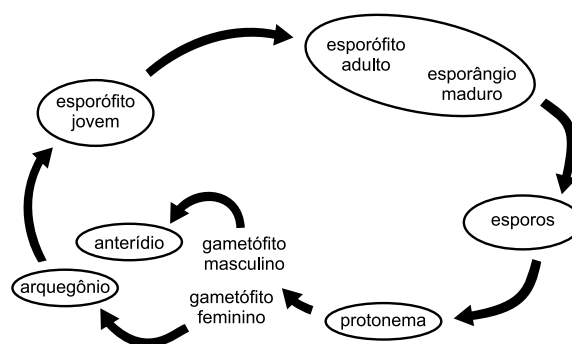 esporófito
adulto
esporângio
maduro
esporófito
jovem
esporos
anterídio
gametófito
masculino
arquegônio
gametófito
feminino
protonema